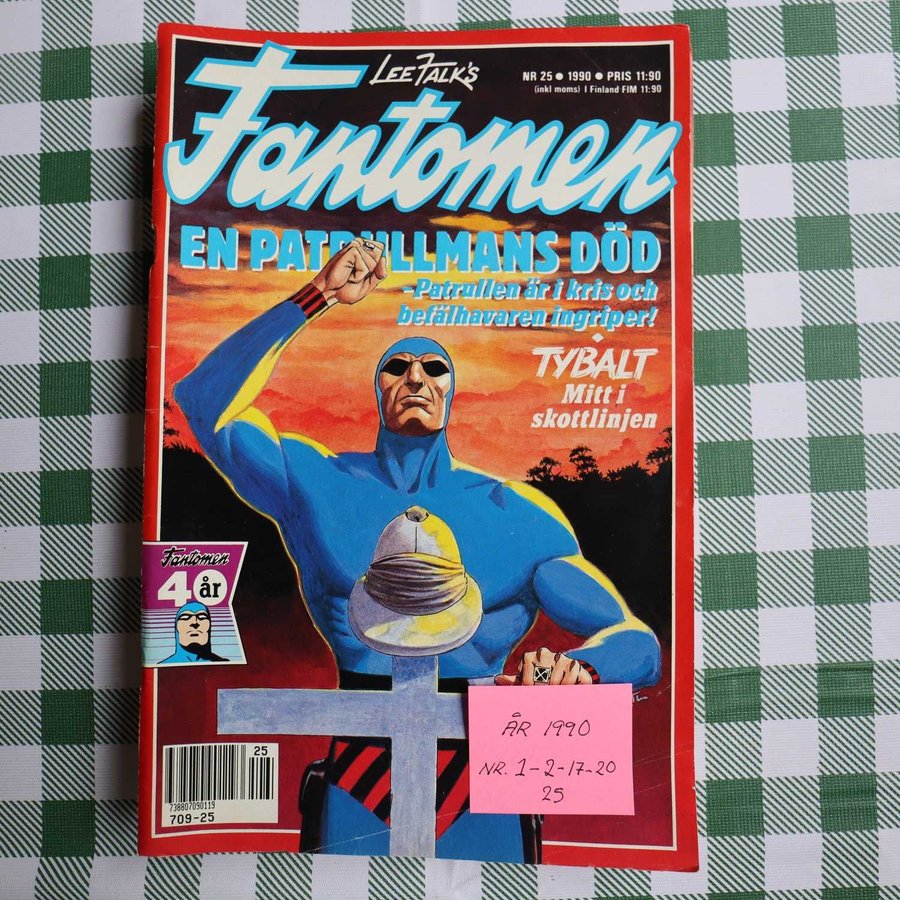 LEE FALK'S
NR 25 ● 1990 ● PRIS 11:90
(inkl moms) I Finland FIM 11:90
Fantomen
EN PATRULLMANS DÖD
-Patrullen är i kris och
befälhavaren ingriper!
TYBALT
Mitt i
skottlinjen
Fantomen
40 år
ÅR 1990
NR. 1-2-17-20
25
25
738807090119
709-25